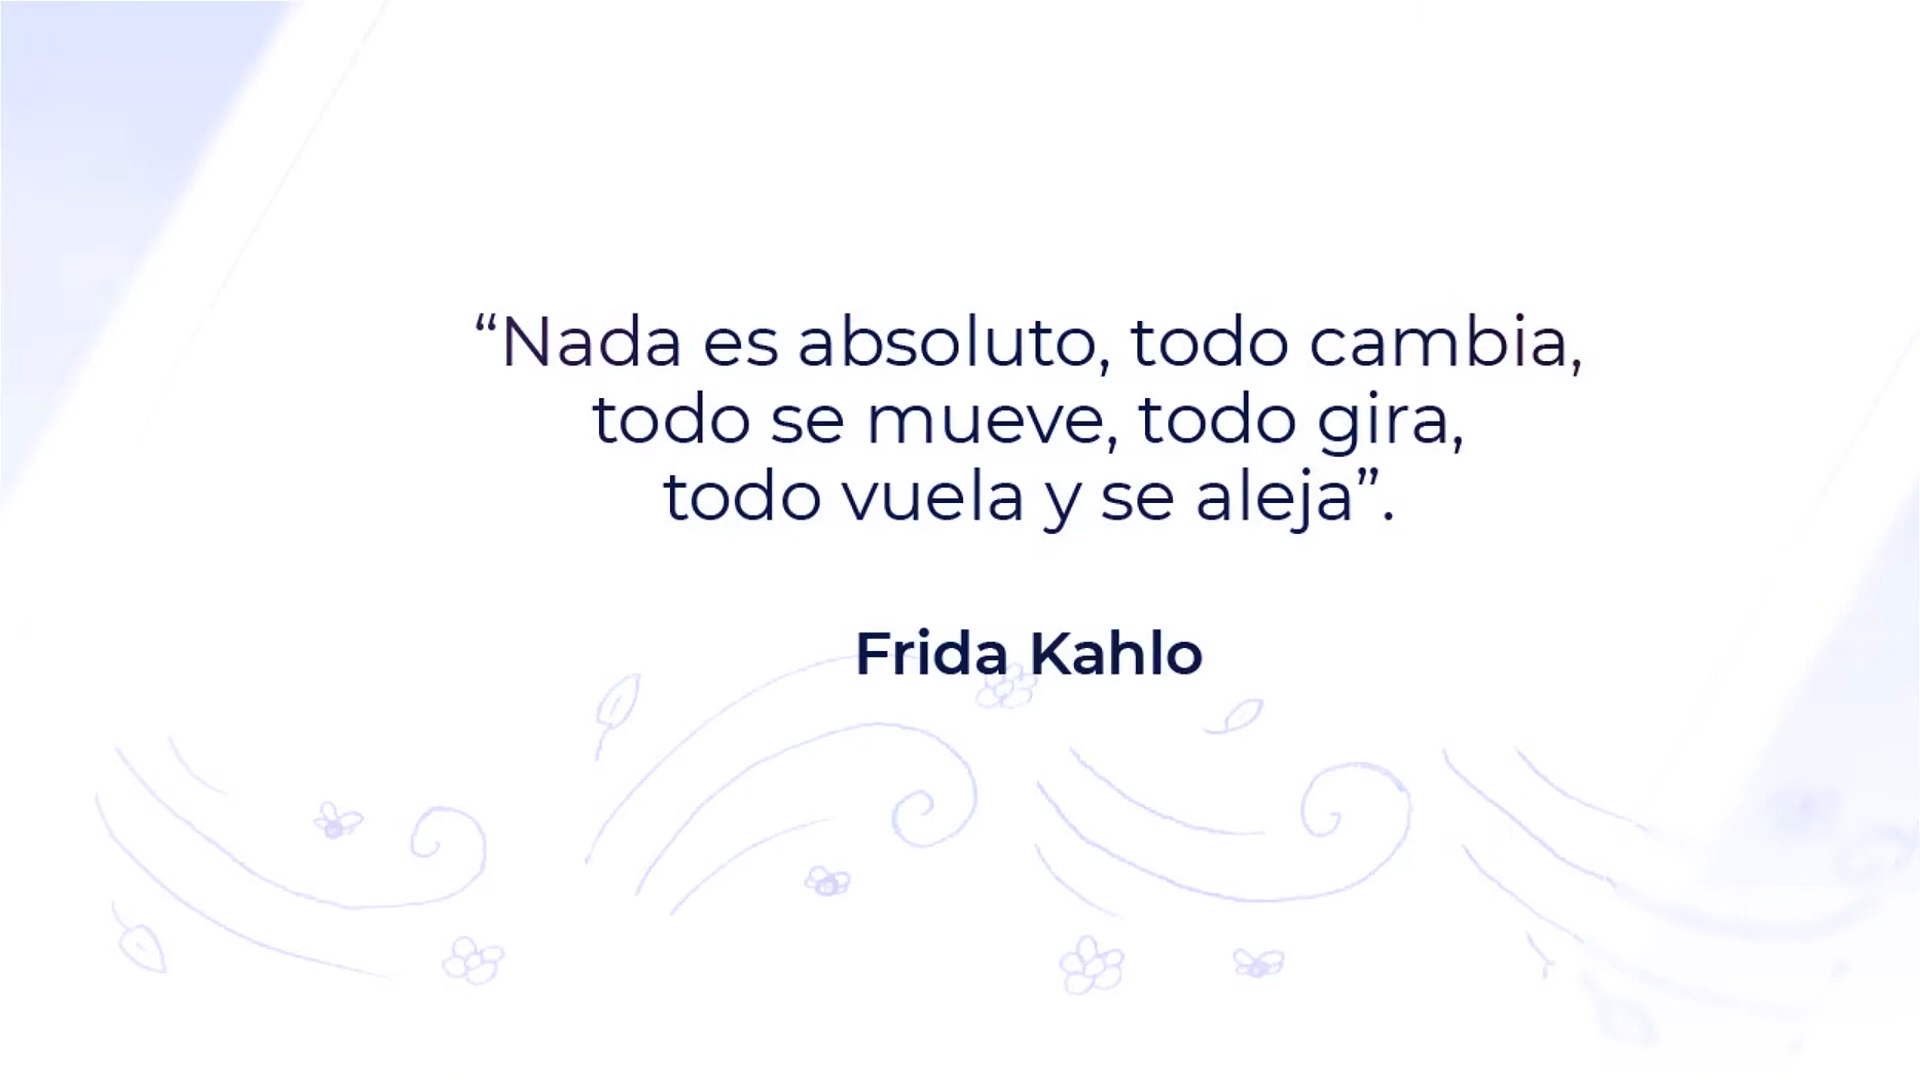 “Nada es absoluto, todo cambia,
todo se mueve, todo gira,
todo vuela y se aleja”.
Frida Kahlo